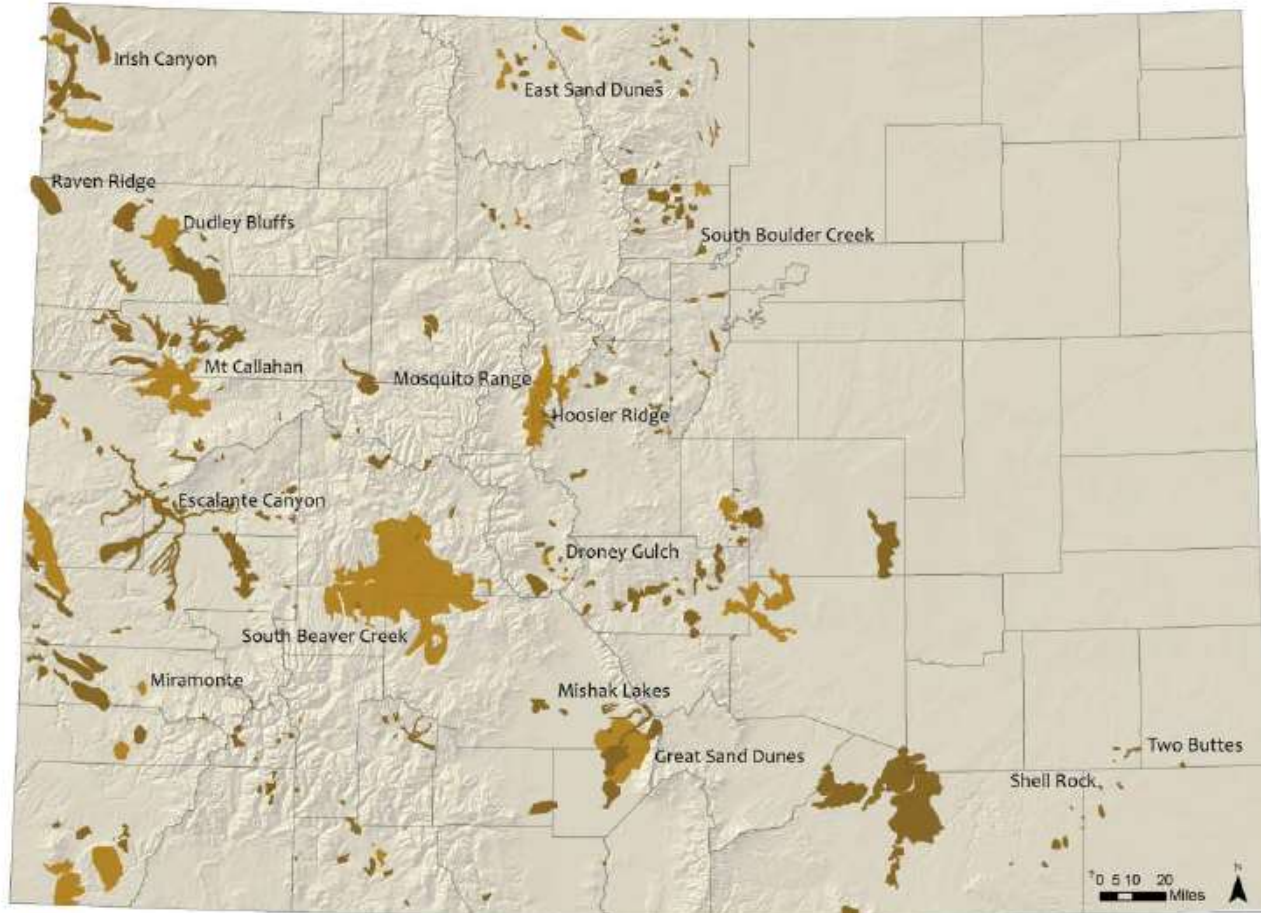 Irish Canyon
East Sand Dunes
Raven Ridge
Dudley Bluffs
South Boulder Creek
Mt Callahan
Mosquito Range
Hoosier Ridge
Escalante Canyon
Droney Gulch
South Beaver Creek
Miramonte
Mishak Lakes
Great Sand Dunes
Two Buttes
Shell Rock
N
0 5 10 20
Miles